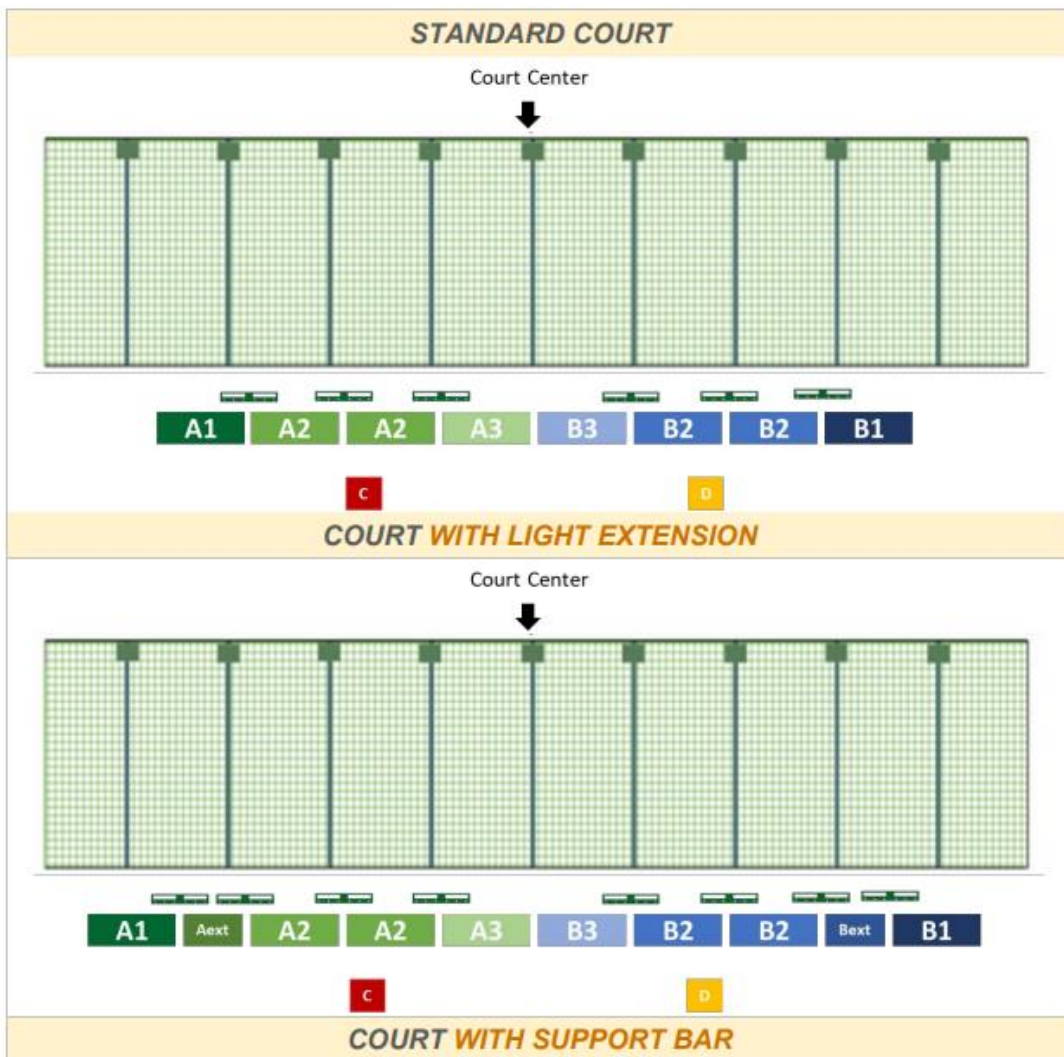 STANDARD COURT
Court Center
A1 A2 A2 A3 B3 B2 B2 B1
C D
COURT WITH LIGHT EXTENSION
Court Center
A1 Aext A2 A2 A3 B3 B2 B2 Bext B1
C D
COURT WITH SUPPORT BAR